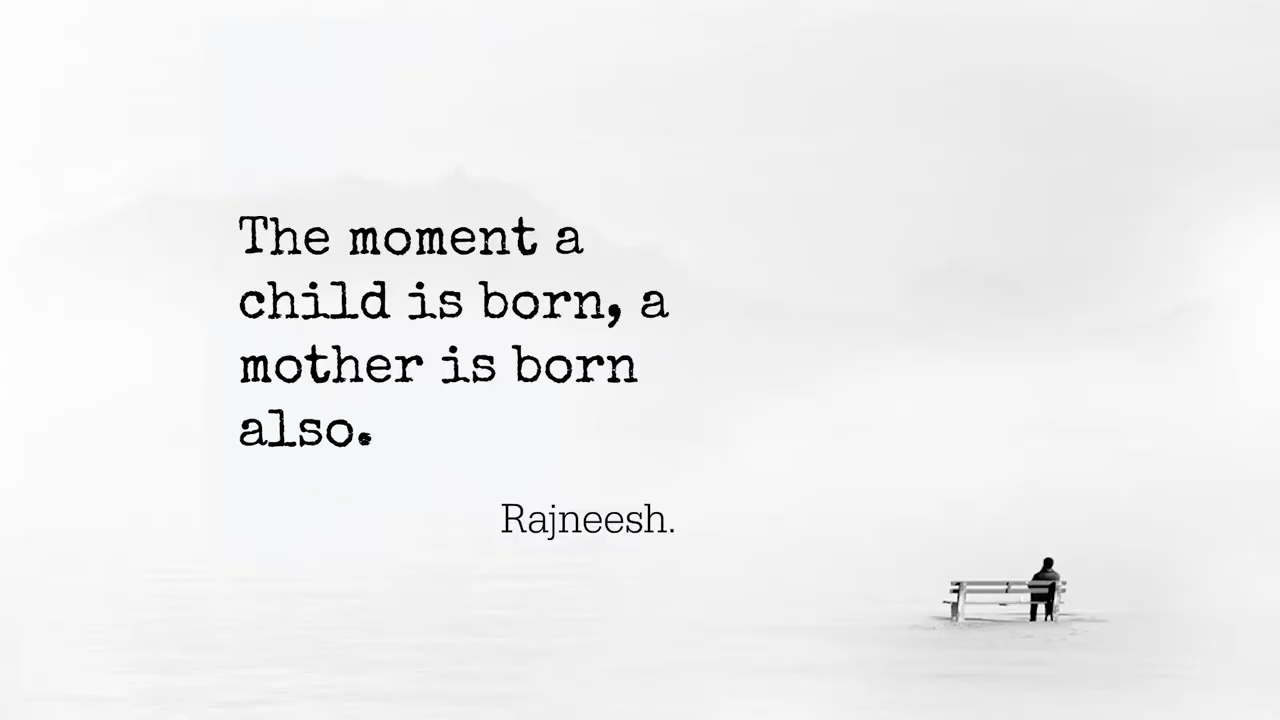 The moment a
child is born, a
mother is born
also.
Rajneesh.